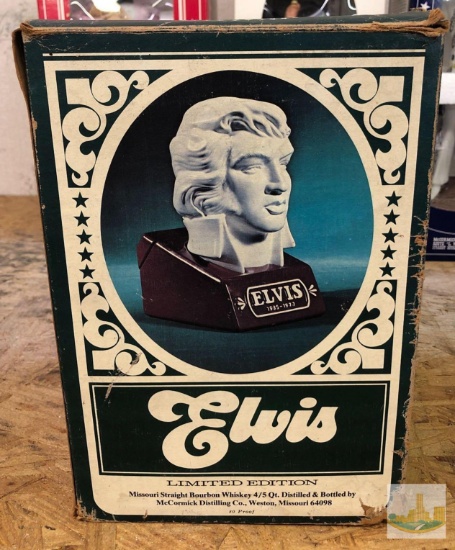 ELVIS
1935-1977
Elvis
LIMITED EDITION
Missouri Straight Bourbon Whiskey 4/5 Qt. Distilled & Bottled by
McCormick Distilling Co., Weston, Missouri 64098
Proof